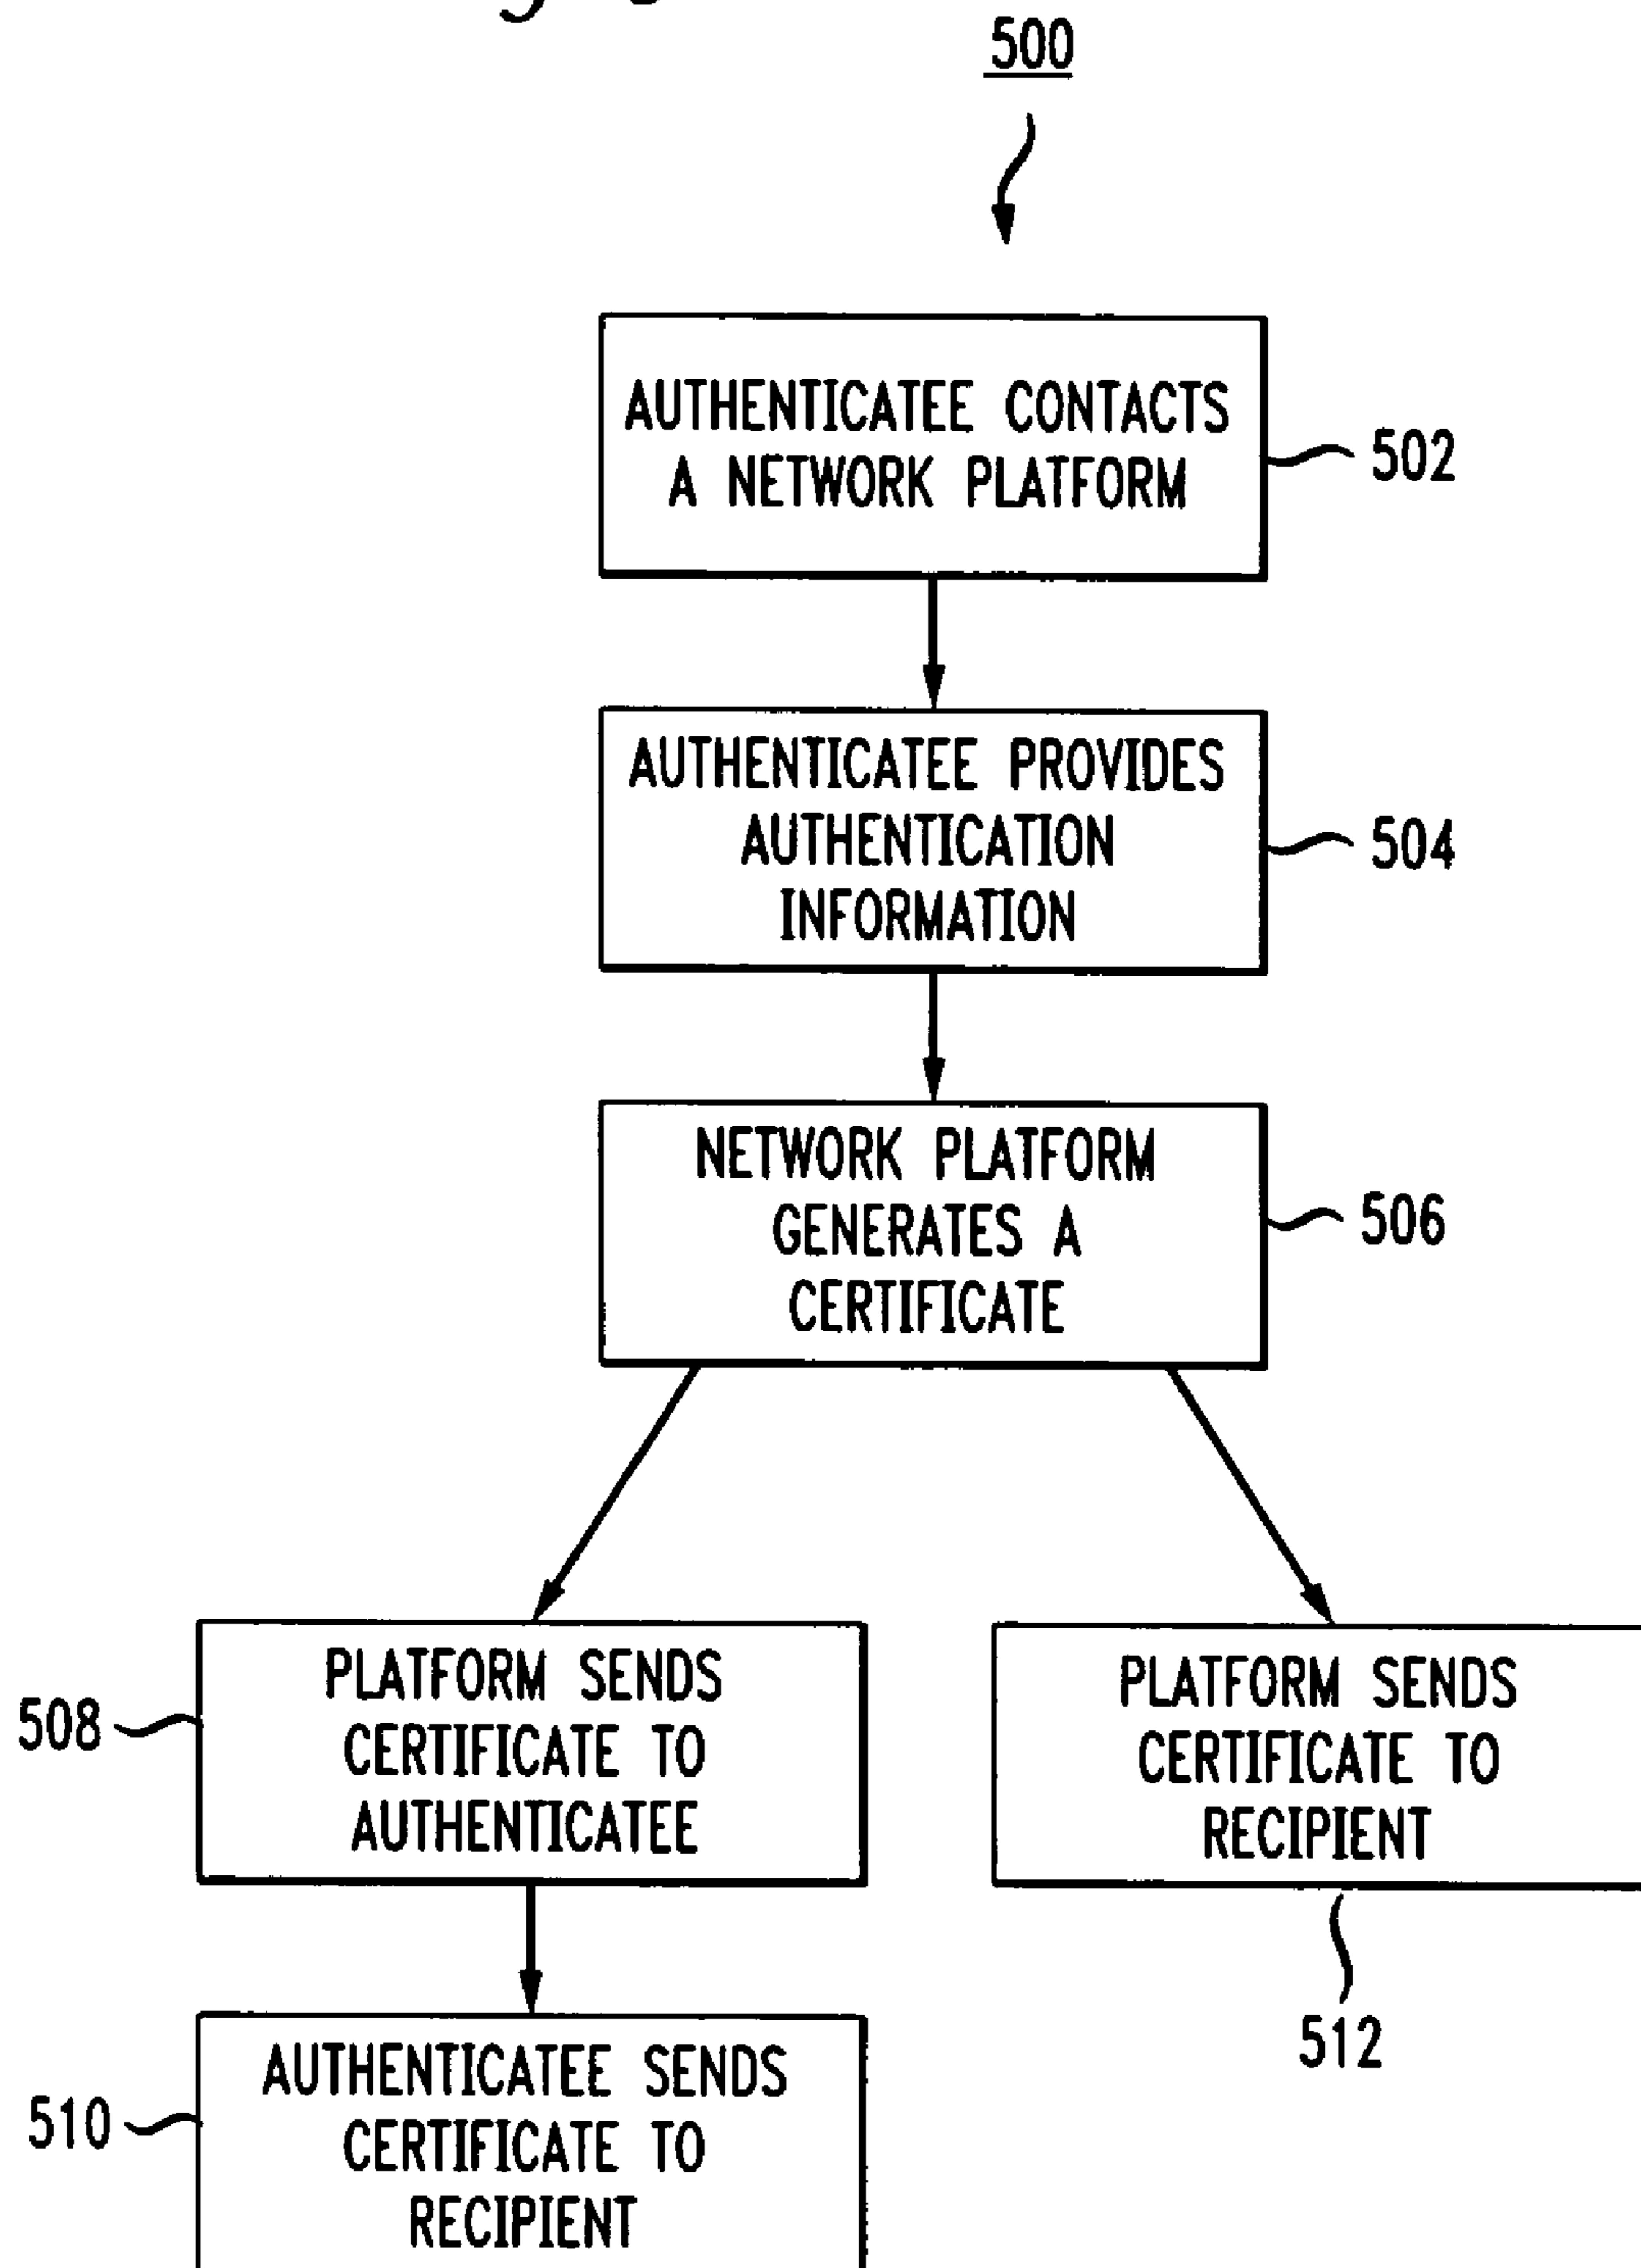 500
AUTHENTICATEE CONTACTS
A NETWORK PLATFORM
502
AUTHENTICATEE PROVIDES
AUTHENTICATION
INFORMATION
504
NETWORK PLATFORM
GENERATES A
CERTIFICATE
506
PLATFORM SENDS
CERTIFICATE TO
AUTHENTICATEE
508
PLATFORM SENDS
CERTIFICATE TO
RECIPIENT
512
AUTHENTICATEE SENDS
CERTIFICATE TO
RECIPIENT
510